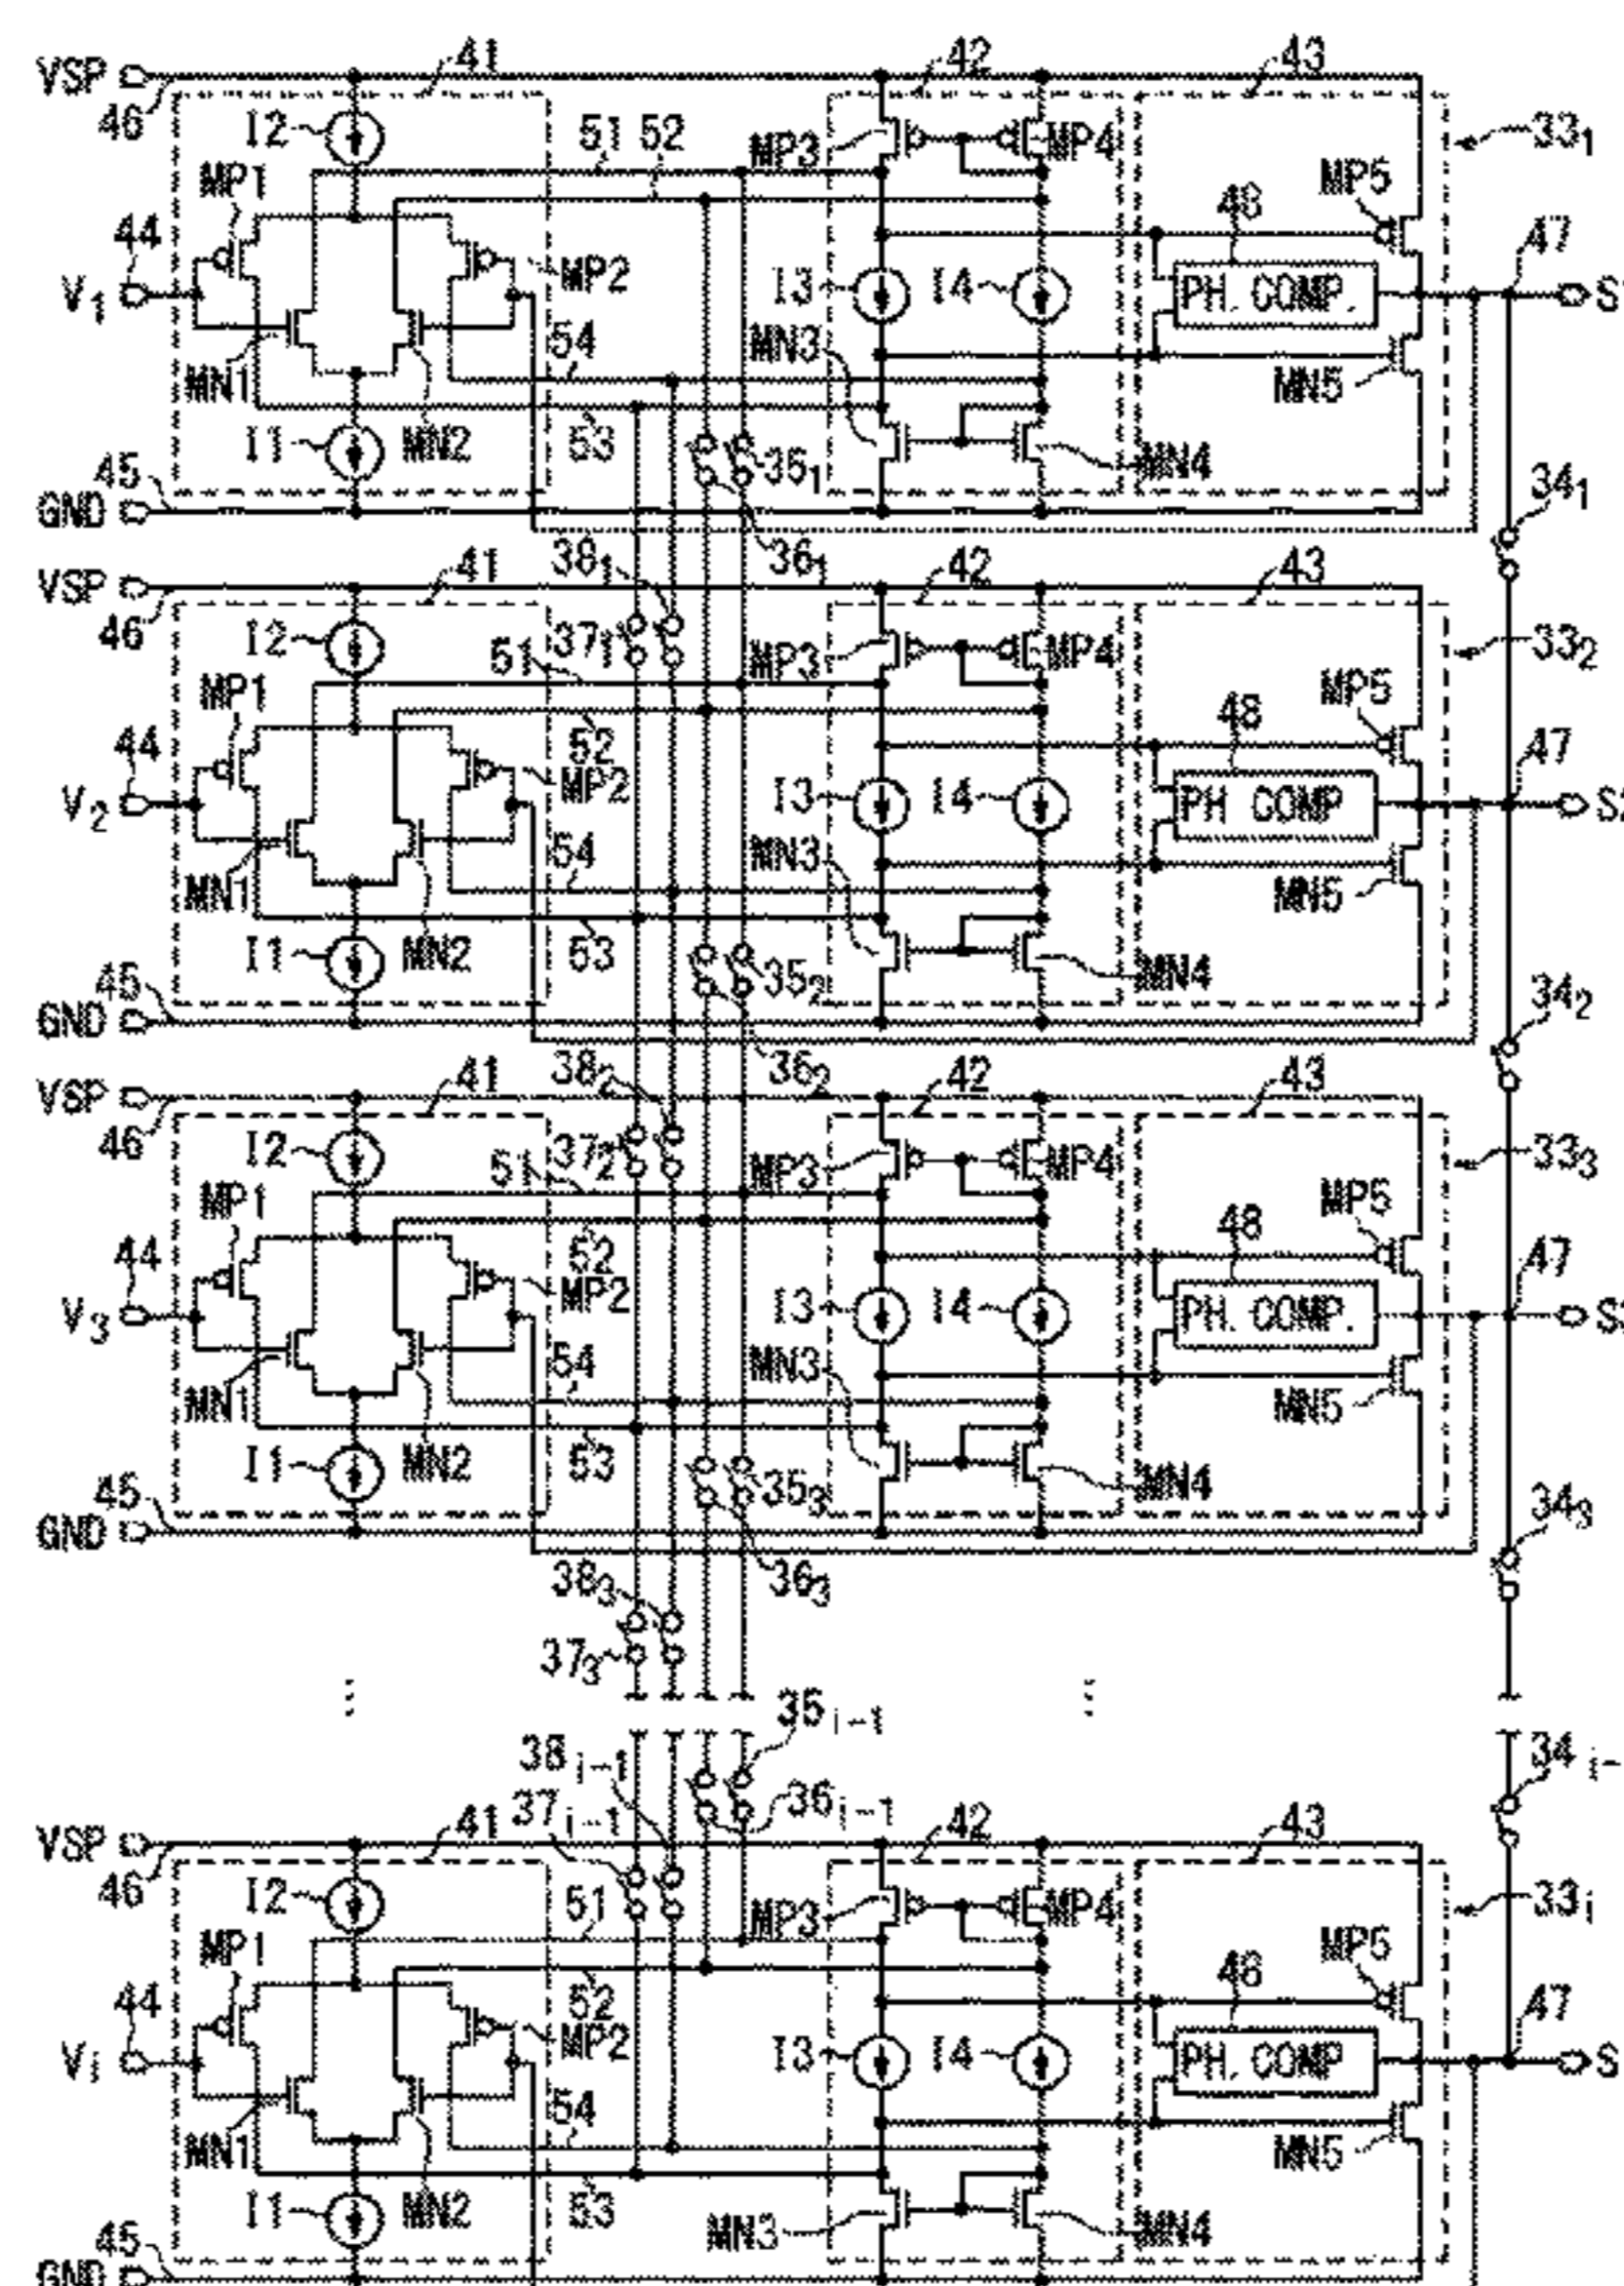 VSP 41 42 43
46 I2 51 52 MP3 MP4 33₁
MP1 MP5
44 48 47
V₁ MP2 I3 I4 PH. COMP.
54 MN3
MN1 MN5
I1 MN2 53 35₁ MN4
45 34₁
GND 36₁
38₁
VSP 41 42 43
46 I2 37₁ MP3 MP4 33₂
51
MP1 MP5
44 52 48 47
V₂ MP2 I3 I4 PH COMP
54 MN3
MN1 MN5
I1 MN2 53 35₂ MN4
45 34₂
GND
36₂
38₂
VSP 41 42 43
46 I2 51 37₂ MP3 MP4 33₃
MP1 MP5
44 52 48 47
V₃ MP2 I3 I4 PH. COMP.
54 MN3
MN1 MN5
I1 MN2 53 35₃ MN4
45 34₃
GND
38₃ 36₃
37₃
35ᵢ₋₁
38ᵢ₋₁ 34
36ᵢ₋₁
37ᵢ₋₁
VSP 41 42 43
46 I2 51 MP3 MP4 33ᵢ
MP1 MP5
44 52 47
Vᵢ MP2 I3 I4 PH. COMP
54
MN1 MN5
I1 MN2 53 MN3 MN4
45
GND